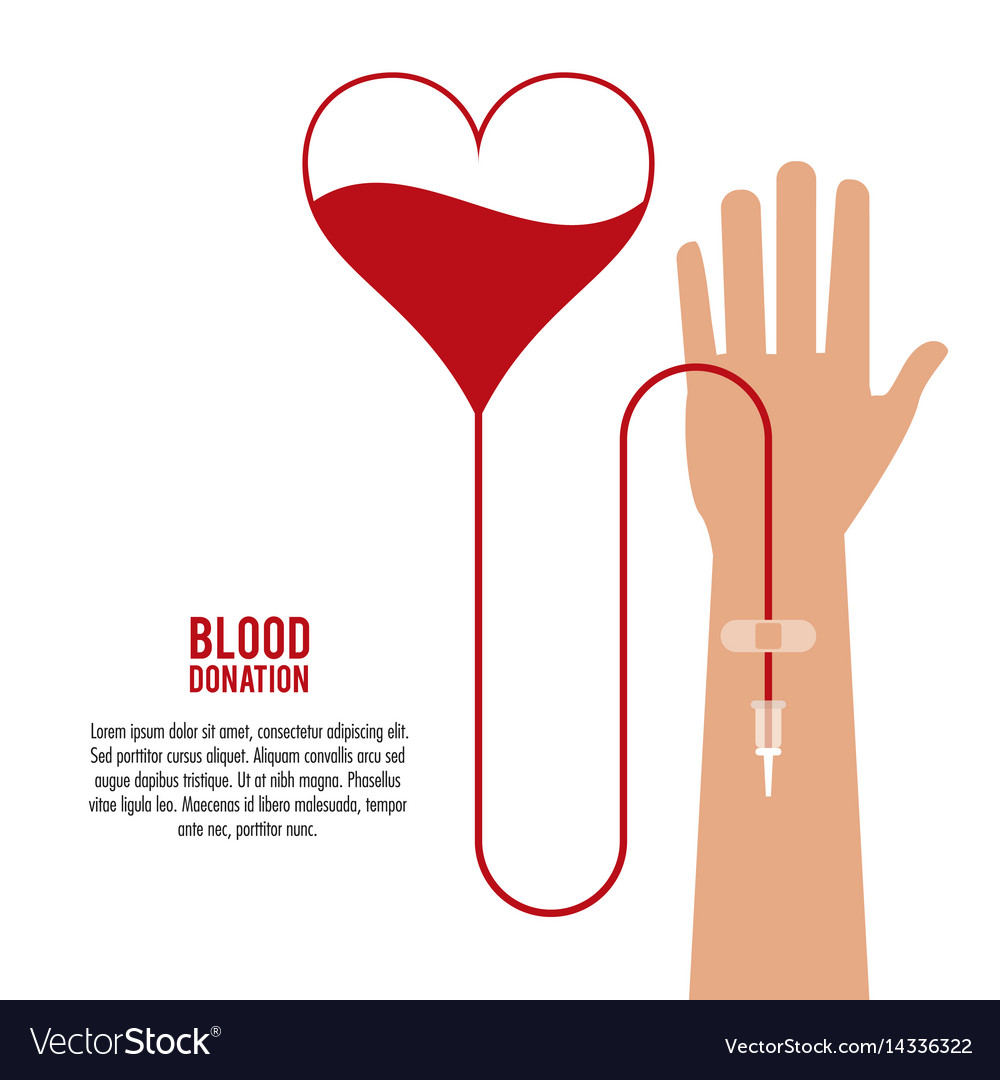 BLOOD
DONATION
Lorem ipsum dolor sit amet, consectetur adipiscing elit.
Sed porttitor cursus aliquet. Aliquam convallis arcu sed
augue dapibus tristique. Ut at nibh magna. Phasellus
vitae ligula leo. Maecenas id libero malesuada, tempor
ante nec, porttitor nunc.
VectorStock®
VectorStock.com/14336322